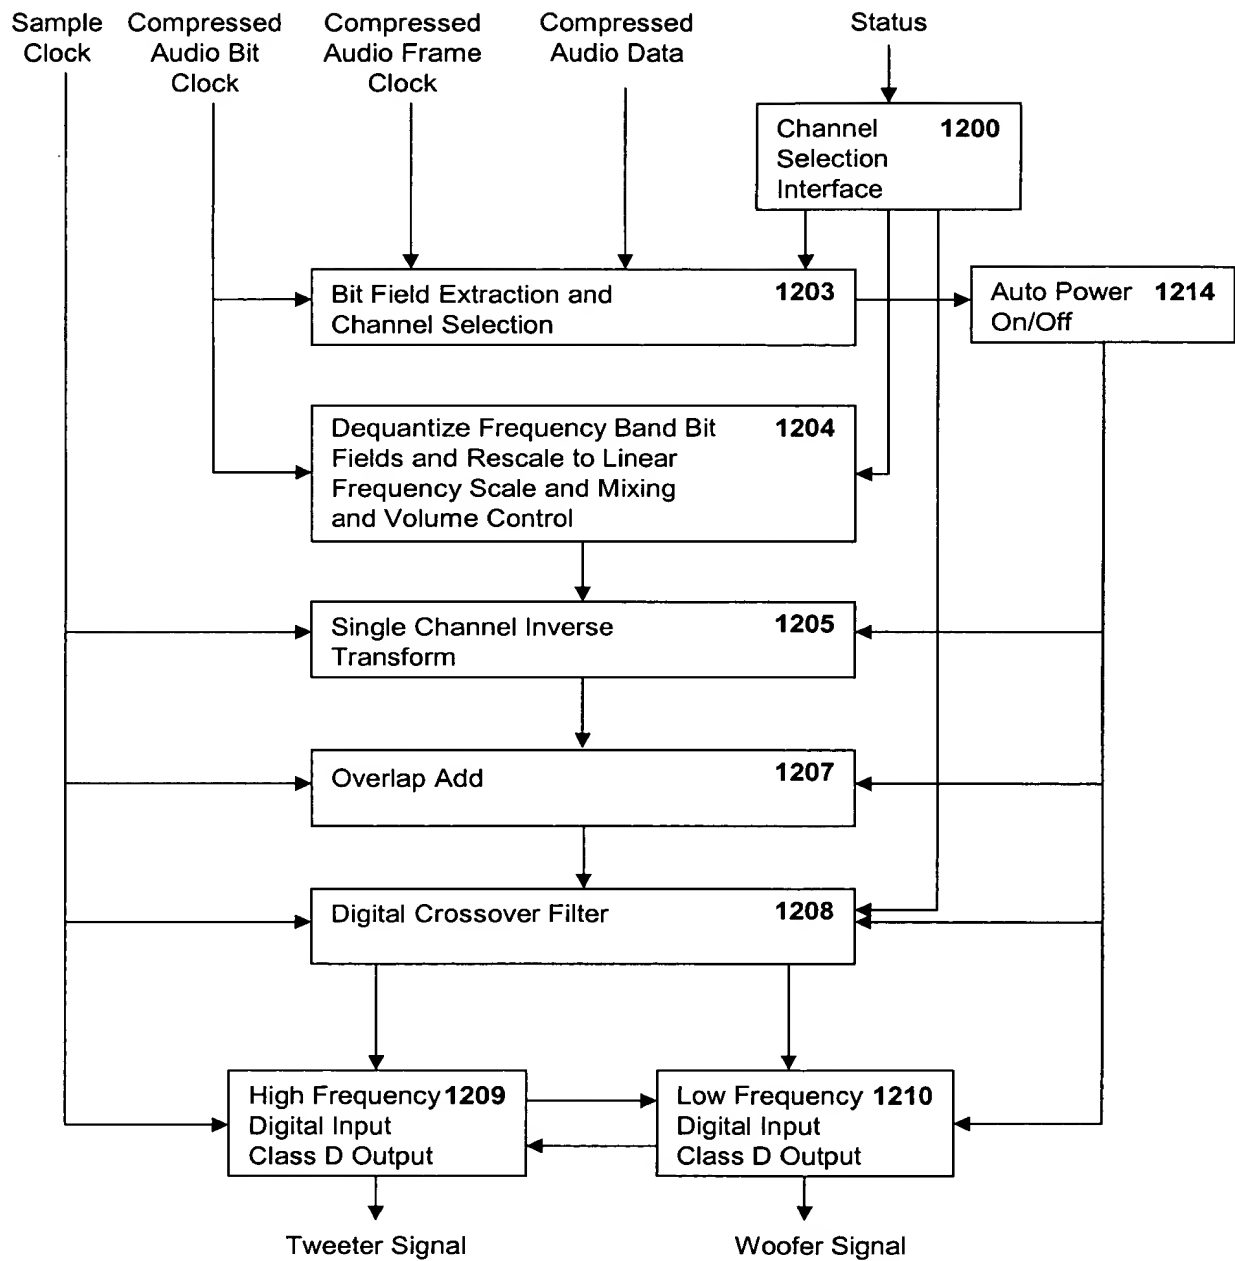 Sample
Clock
Compressed
Audio Bit
Clock
Compressed
Audio Frame
Clock
Compressed
Audio Data
Status
Channel 1200
Selection
Interface
Bit Field Extraction and 1203
Channel Selection
Auto Power 1214
On/Off
Dequantize Frequency Band Bit 1204
Fields and Rescale to Linear
Frequency Scale and Mixing
and Volume Control
Single Channel Inverse 1205
Transform
Overlap Add 1207
Digital Crossover Filter 1208
High Frequency 1209
Digital Input
Class D Output
Low Frequency 1210
Digital Input
Class D Output
Tweeter Signal
Woofer Signal